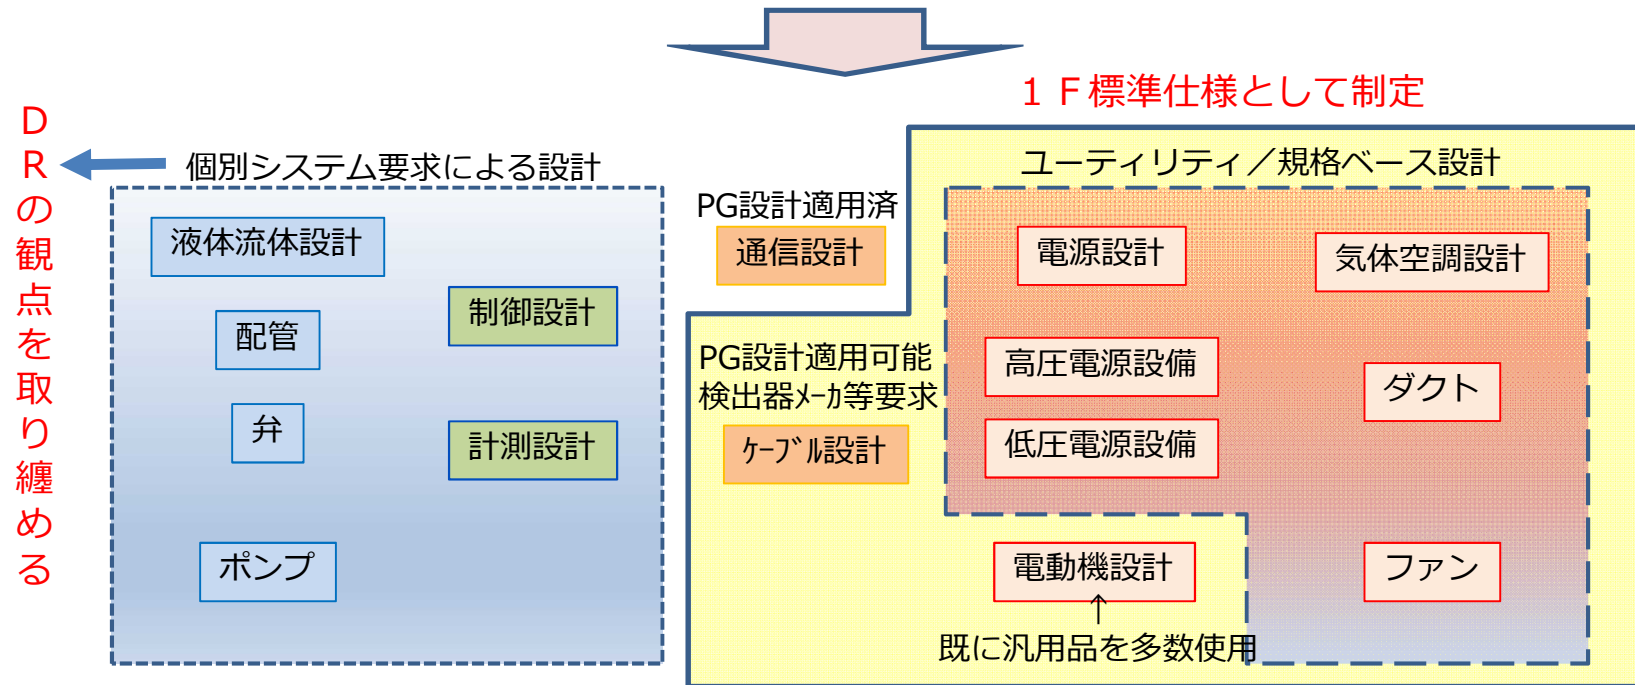 １Ｆ標準仕様として制定
ＤＲの観点を取り纏める
個別システム要求による設計
液体流体設計
配管
弁
ポンプ
制御設計
計測設計
PG設計適用済
通信設計
PG設計適用可能
検出器ﾒｰｶ等要求
ｹｰﾌﾞﾙ設計
ユーティリティ／規格ベース設計
電源設計
高圧電源設備
低圧電源設備
電動機設計
↑
既に汎用品を多数使用
気体空調設計
ダクト
ファン